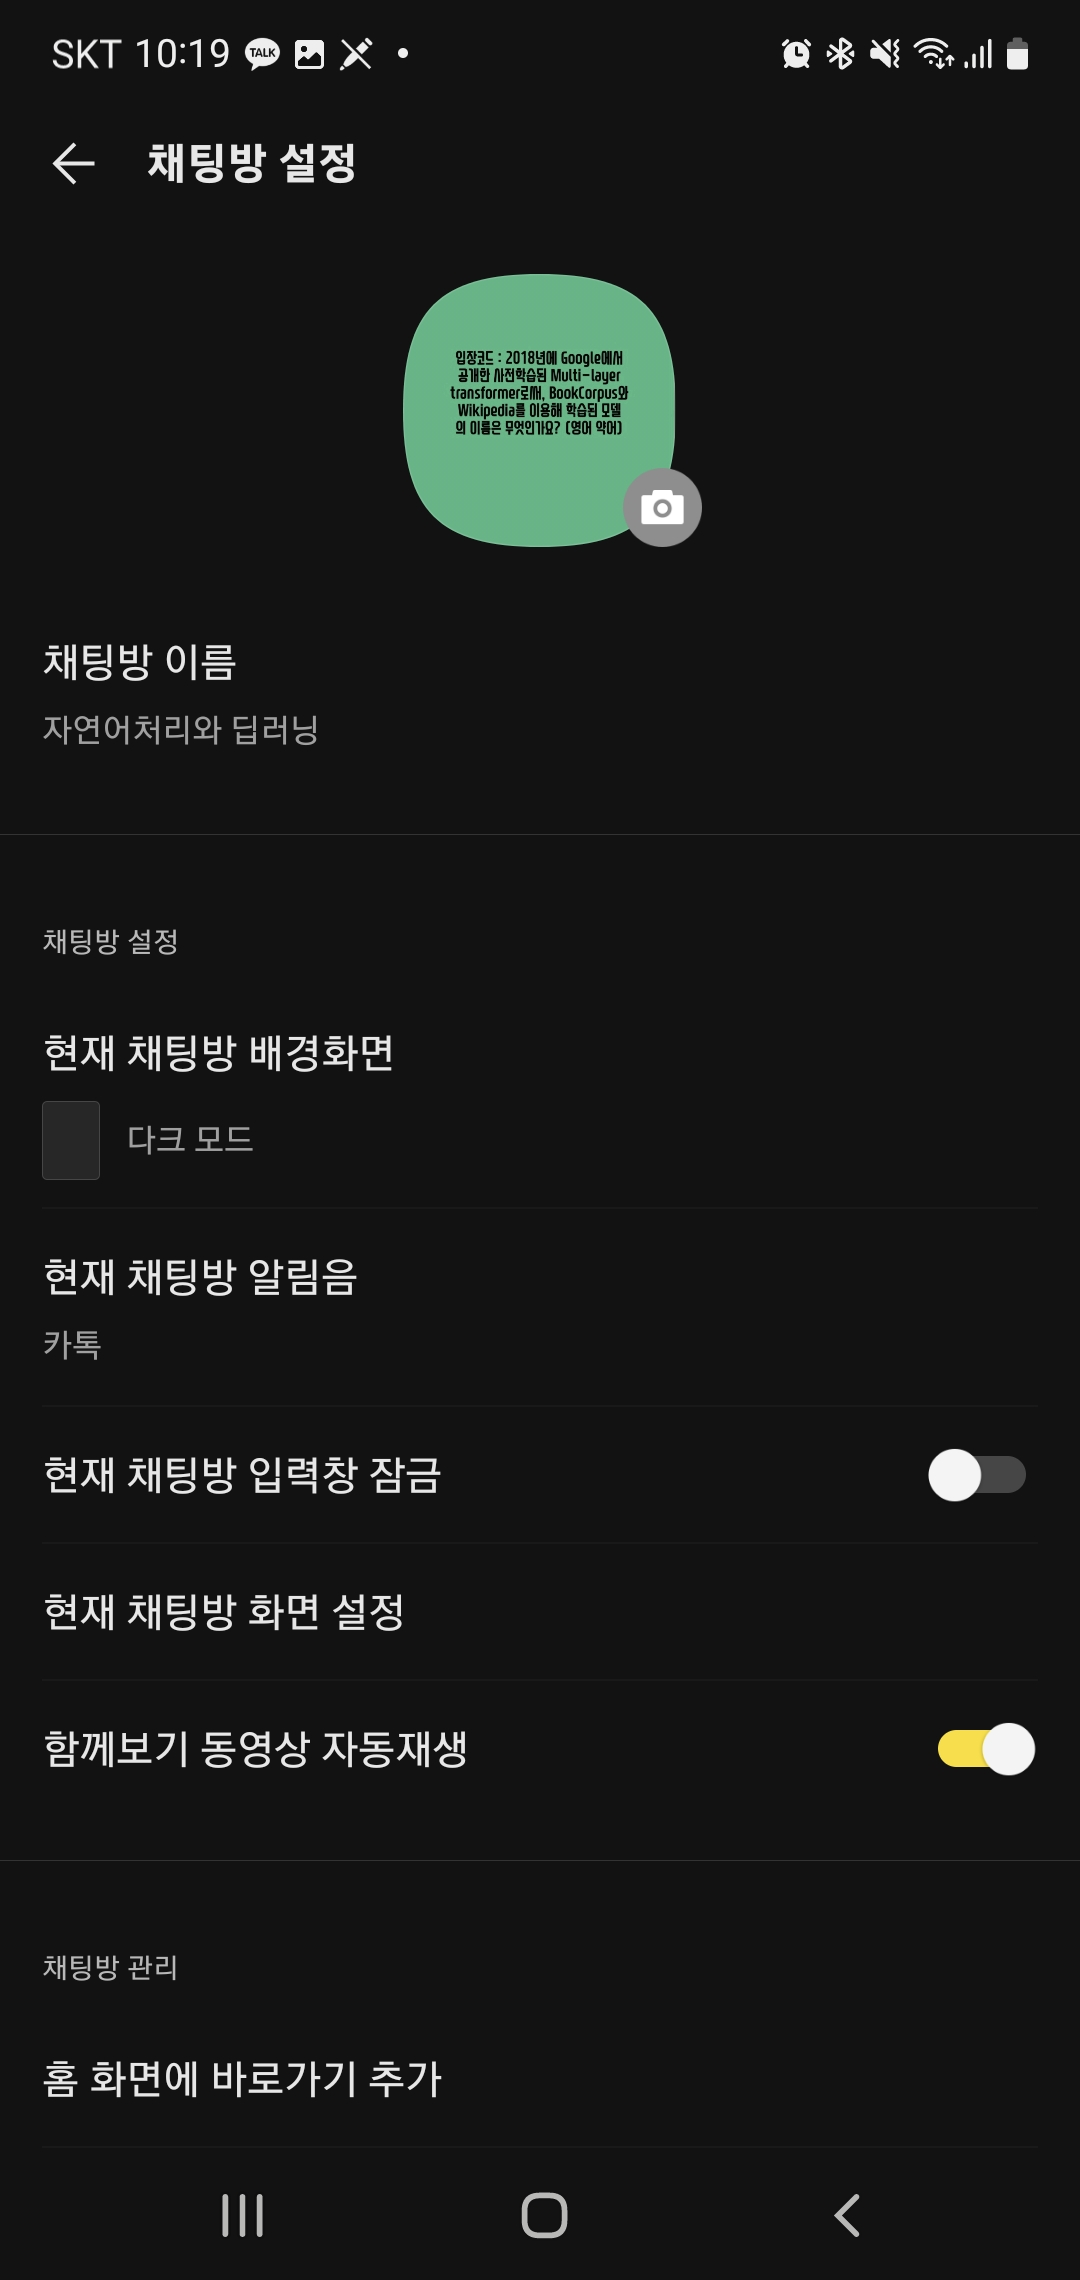 SKT 10:19 TALK
채팅방 설정
입장코드 : 2018년에 Google에서
공개한 사전학습된 Multi-layer
transformer로써, BookCorpus와
Wikipedia를 이용해 학습된 모델
의 이름은 무엇인가요? (영어 약어)
채팅방 이름
자연어처리와 딥러닝
채팅방 설정
현재 채팅방 배경화면
다크 모드
현재 채팅방 알림음
카톡
현재 채팅방 입력창 잠금
현재 채팅방 화면 설정
함께보기 동영상 자동재생
채팅방 관리
홈 화면에 바로가기 추가